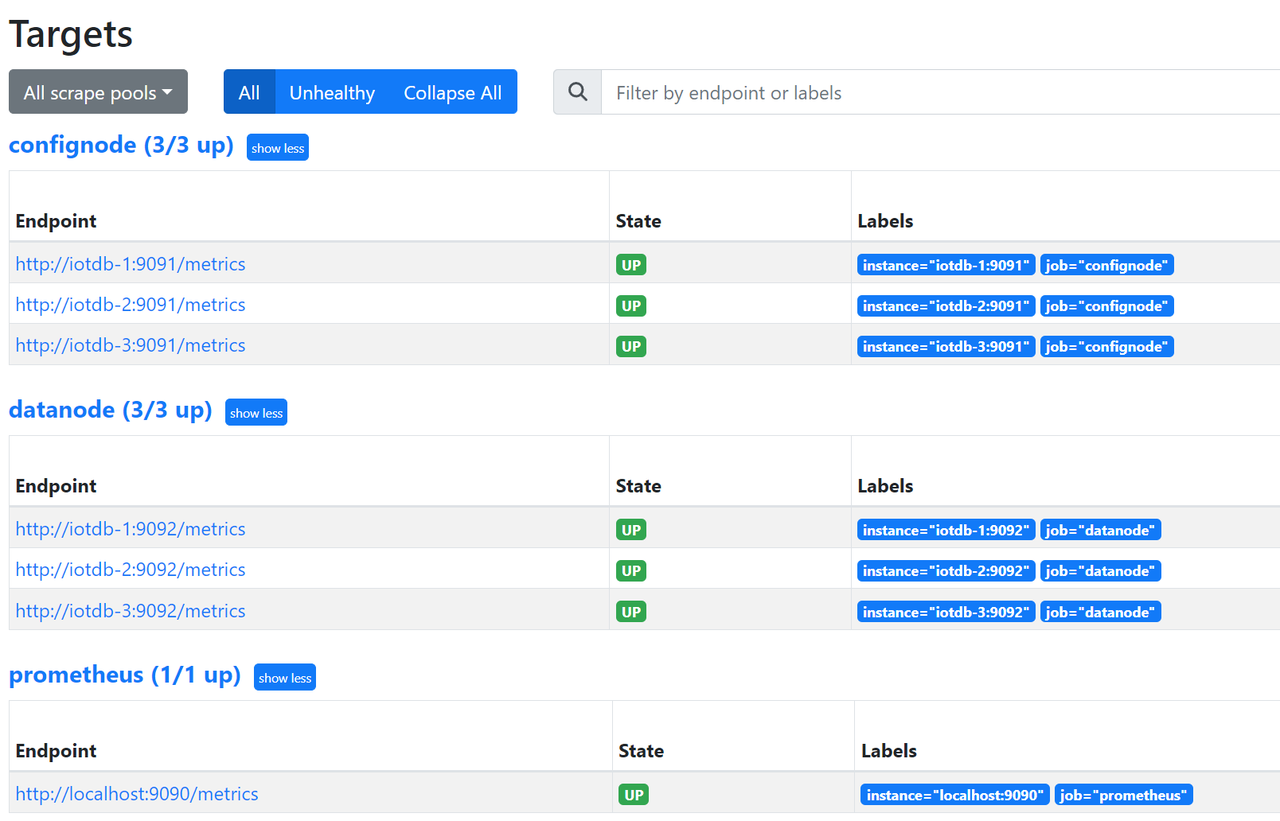 Targets
All scrape pools All Unhealthy Collapse All Filter by endpoint or labels
confignode (3/3 up) show less
Endpoint State Labels
http://iotdb-1:9091/metrics UP instance="iotdb-1:9091" job="confignode"
http://iotdb-2:9091/metrics UP instance="iotdb-2:9091" job="confignode"
http://iotdb-3:9091/metrics UP instance="iotdb-3:9091" job="confignode"
datanode (3/3 up) show less
Endpoint State Labels
http://iotdb-1:9092/metrics UP instance="iotdb-1:9092" job="datanode"
http://iotdb-2:9092/metrics UP instance="iotdb-2:9092" job="datanode"
http://iotdb-3:9092/metrics UP instance="iotdb-3:9092" job="datanode"
prometheus (1/1 up) show less
Endpoint State Labels
http://localhost:9090/metrics UP instance="localhost:9090" job="prometheus"